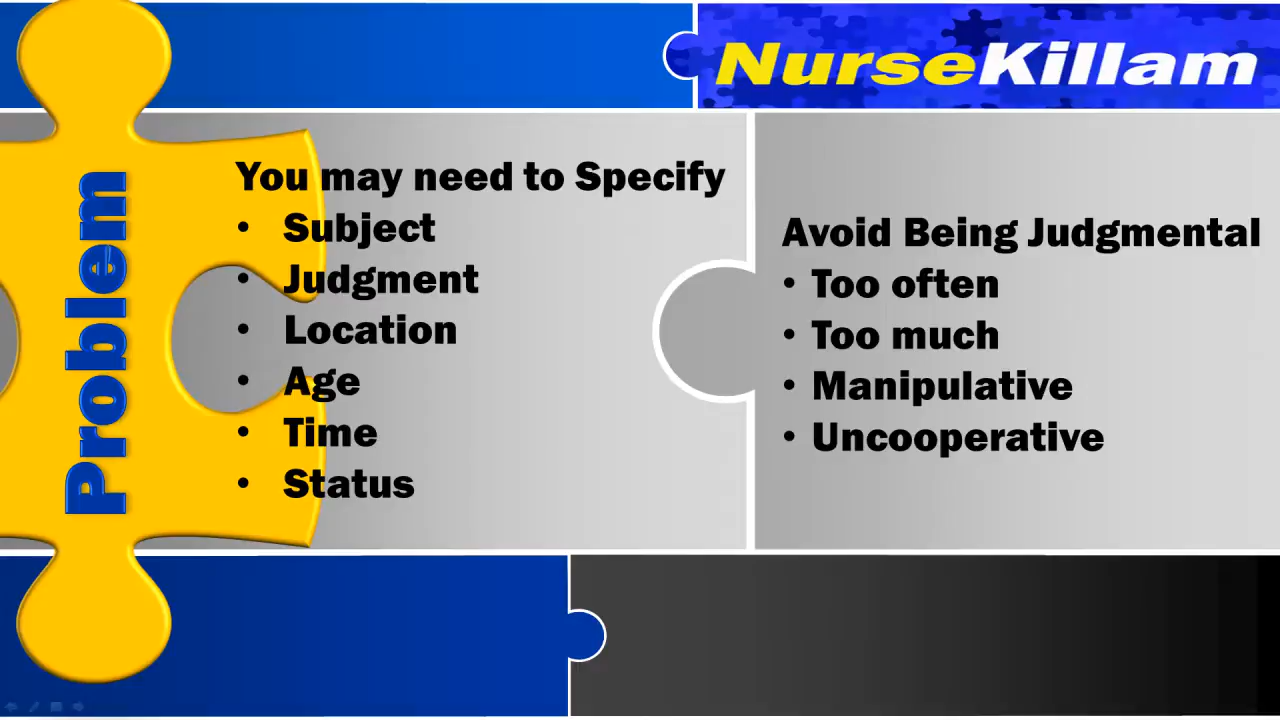 NurseKillam
Problem
You may need to Specify
• Subject
• Judgment
• Location
• Age
• Time
• Status
Avoid Being Judgmental
• Too often
• Too much
• Manipulative
• Uncooperative